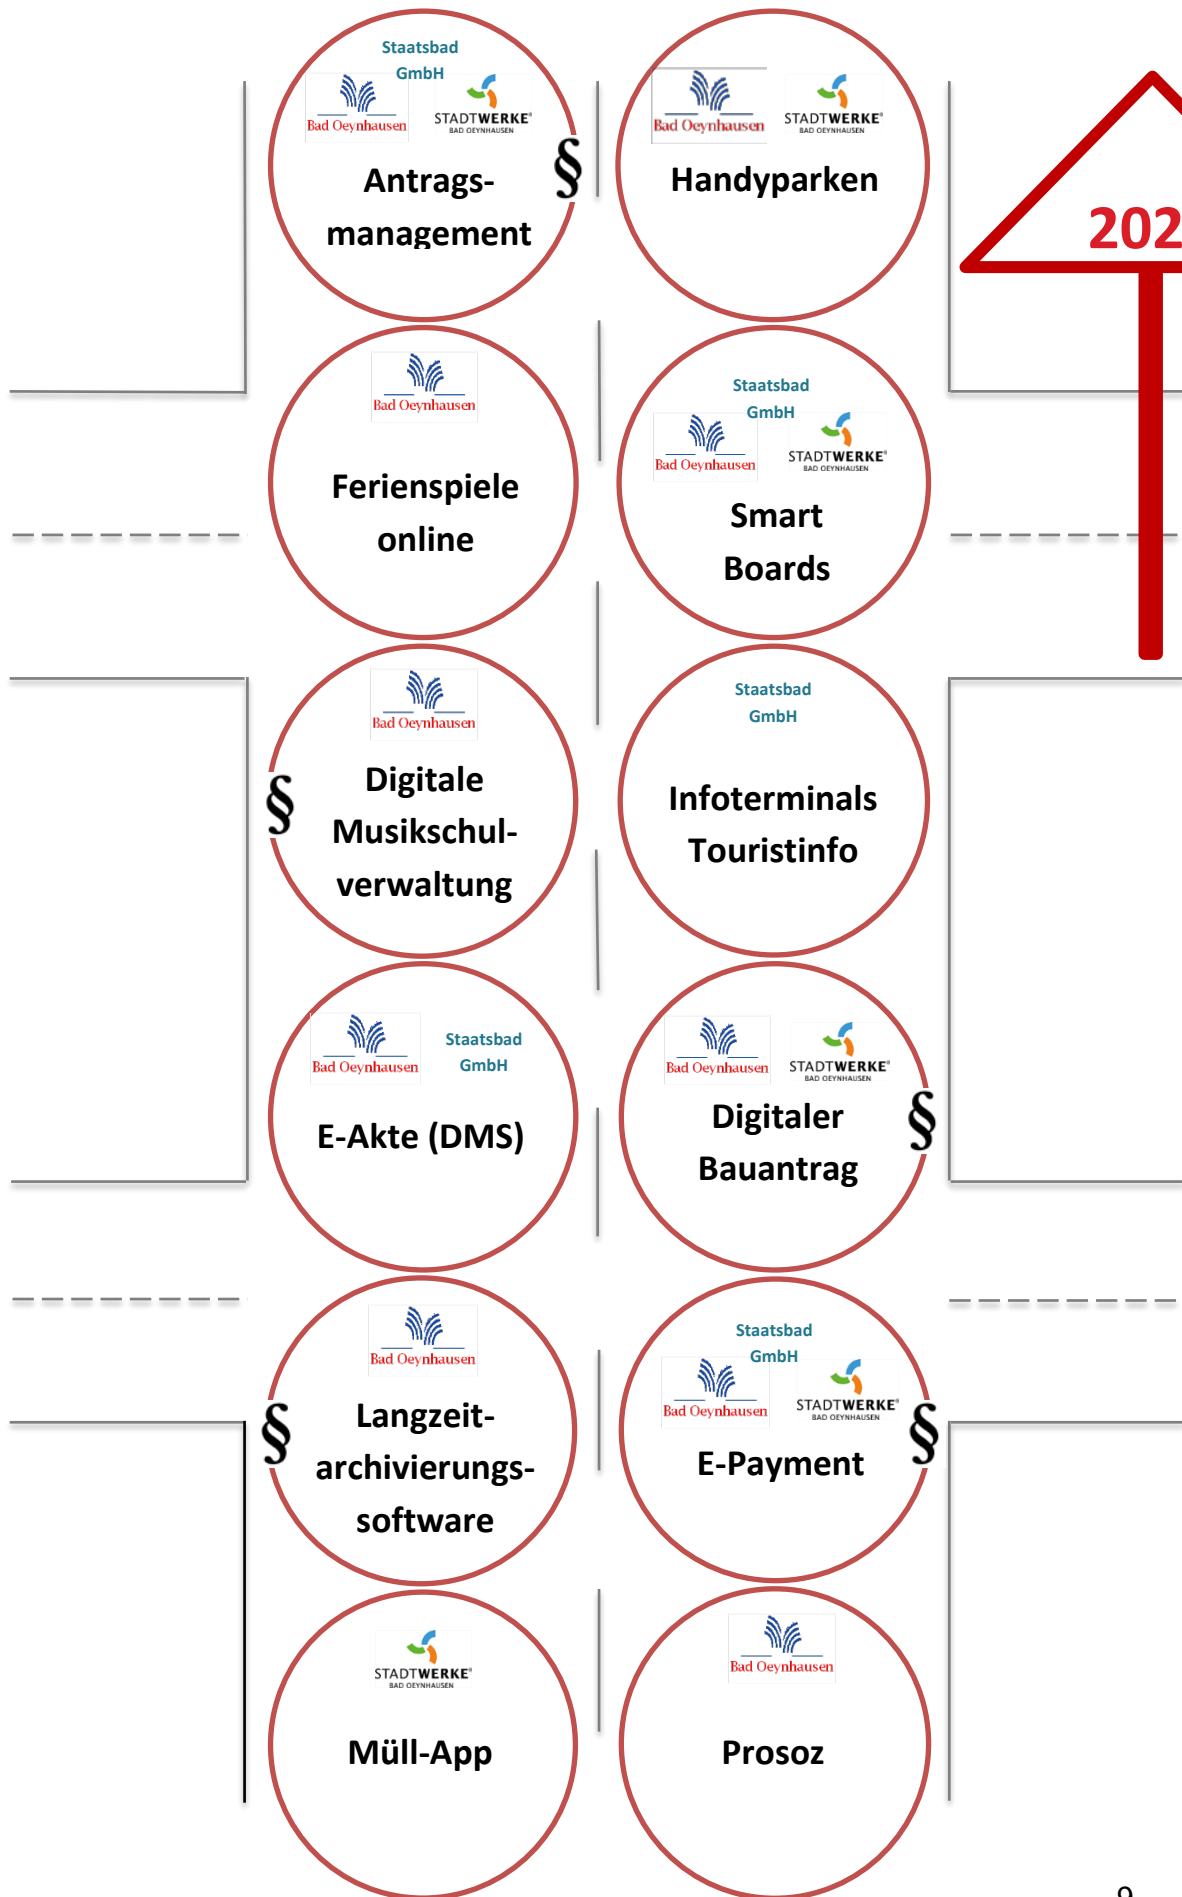 Staatsbad
GmbH
Bad Oeynhausen
STADTWERKE®
BAD OEYNHAUSEN
Antrags-
management
§
Bad Oeynhausen
STADTWERKE®
BAD OEYNHAUSEN
Handyparken
202
Bad Oeynhausen
Ferienspiele
online
Staatsbad
GmbH
Bad Oeynhausen
STADTWERKE®
BAD OEYNHAUSEN
Smart
Boards
Bad Oeynhausen
§
Digitale
Musikschul-
verwaltung
Staatsbad
GmbH
Infoterminals
Touristinfo
Bad Oeynhausen
Staatsbad
GmbH
E-Akte (DMS)
Bad Oeynhausen
STADTWERKE®
BAD OEYNHAUSEN
Digitaler
Bauantrag
§
Bad Oeynhausen
§
Langzeit-
archivierungs-
software
Staatsbad
GmbH
Bad Oeynhausen
STADTWERKE®
BAD OEYNHAUSEN
E-Payment
§
STADTWERKE®
BAD OEYNHAUSEN
Müll-App
Bad Oeynhausen
Prosoz